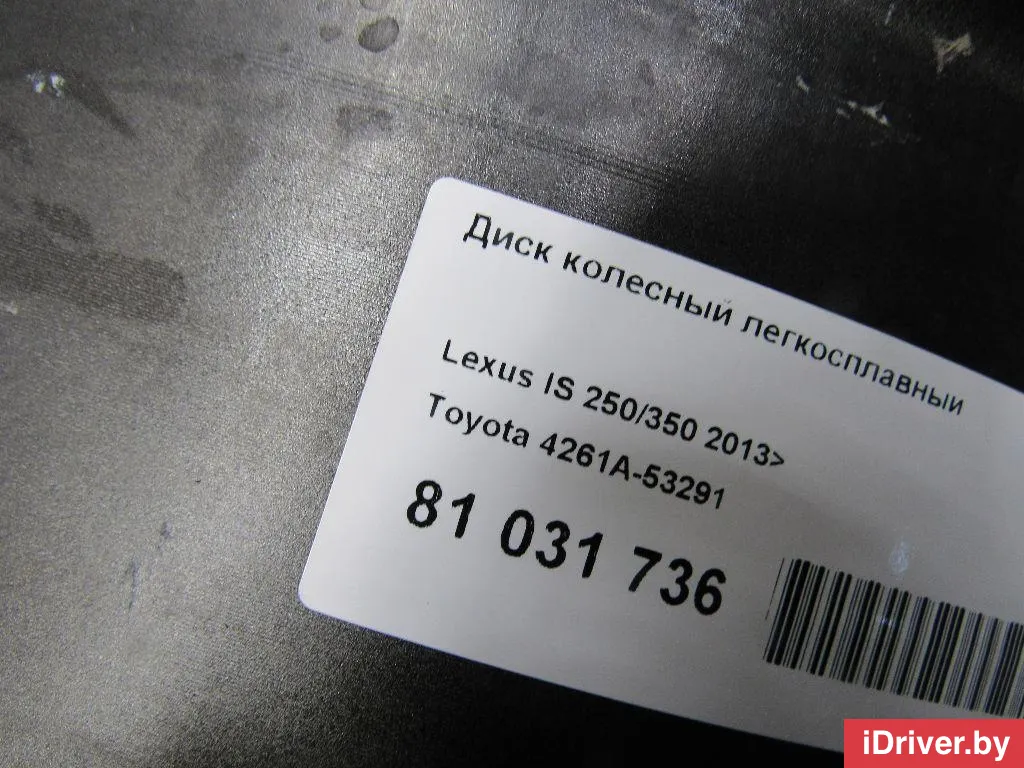 Диск колесный легкосплавный
Lexus IS 250/350 2013>
Toyota 4261A-53291
81 031 736
iDriver.by